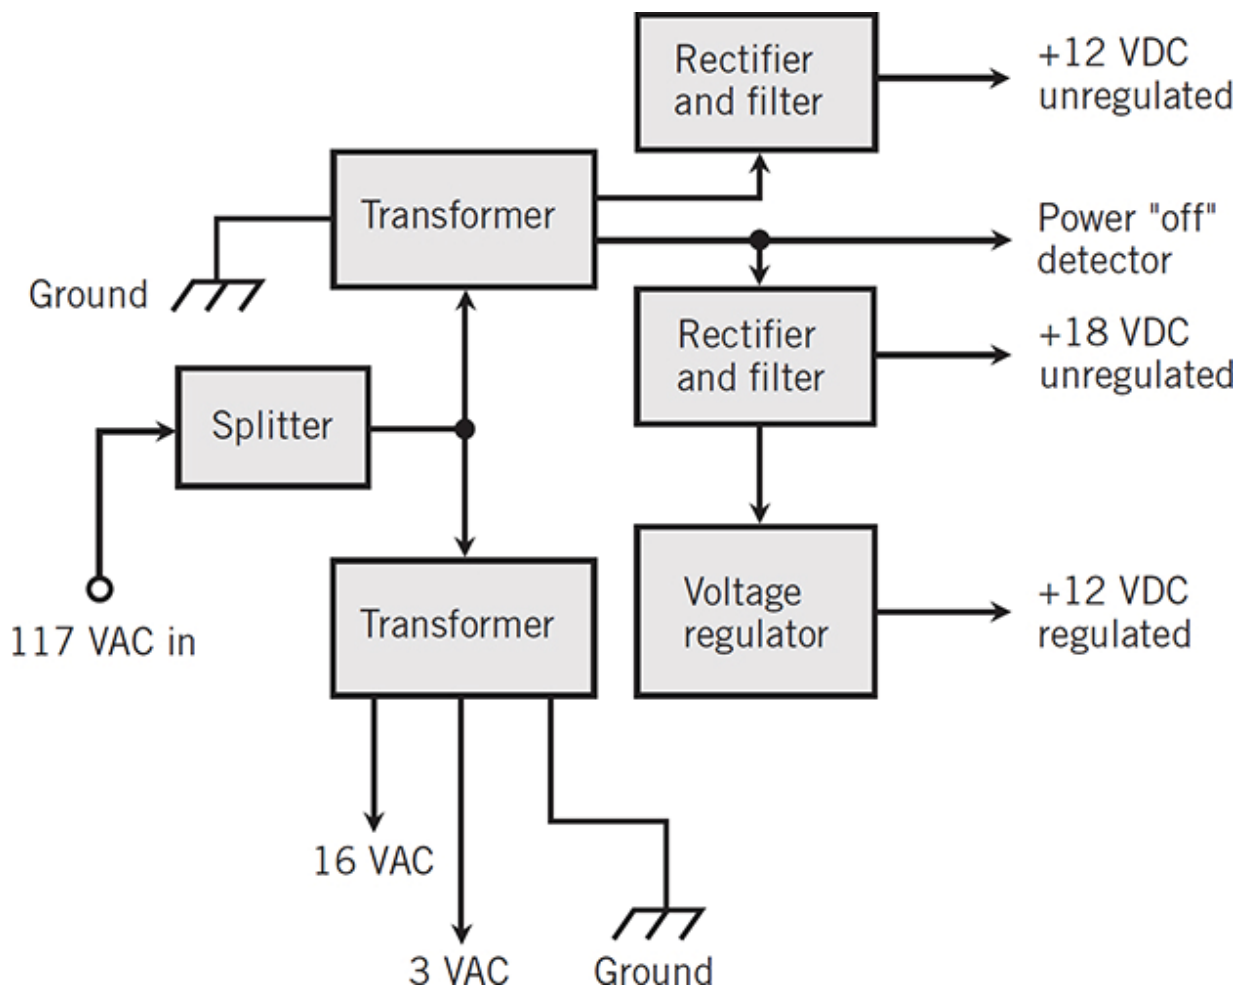 Rectifier
and filter
+12 VDC
unregulated
Transformer
Power "off"
detector
Ground
Rectifier
and filter
+18 VDC
unregulated
Splitter
117 VAC in
Transformer
Voltage
regulator
+12 VDC
regulated
16 VAC
3 VAC
Ground